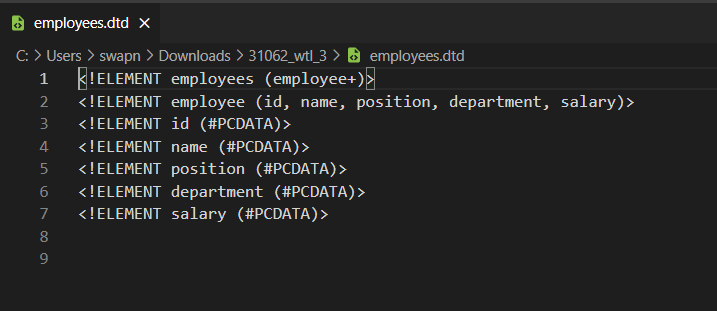 employees.dtd ×
C: > Users > swapn > Downloads > 31062_wtl_3 > employees.dtd
1 <!ELEMENT employees (employee+)>
2 <!ELEMENT employee (id, name, position, department, salary)>
3 <!ELEMENT id (#PCDATA)>
4 <!ELEMENT name (#PCDATA)>
5 <!ELEMENT position (#PCDATA)>
6 <!ELEMENT department (#PCDATA)>
7 <!ELEMENT salary (#PCDATA)>
8
9